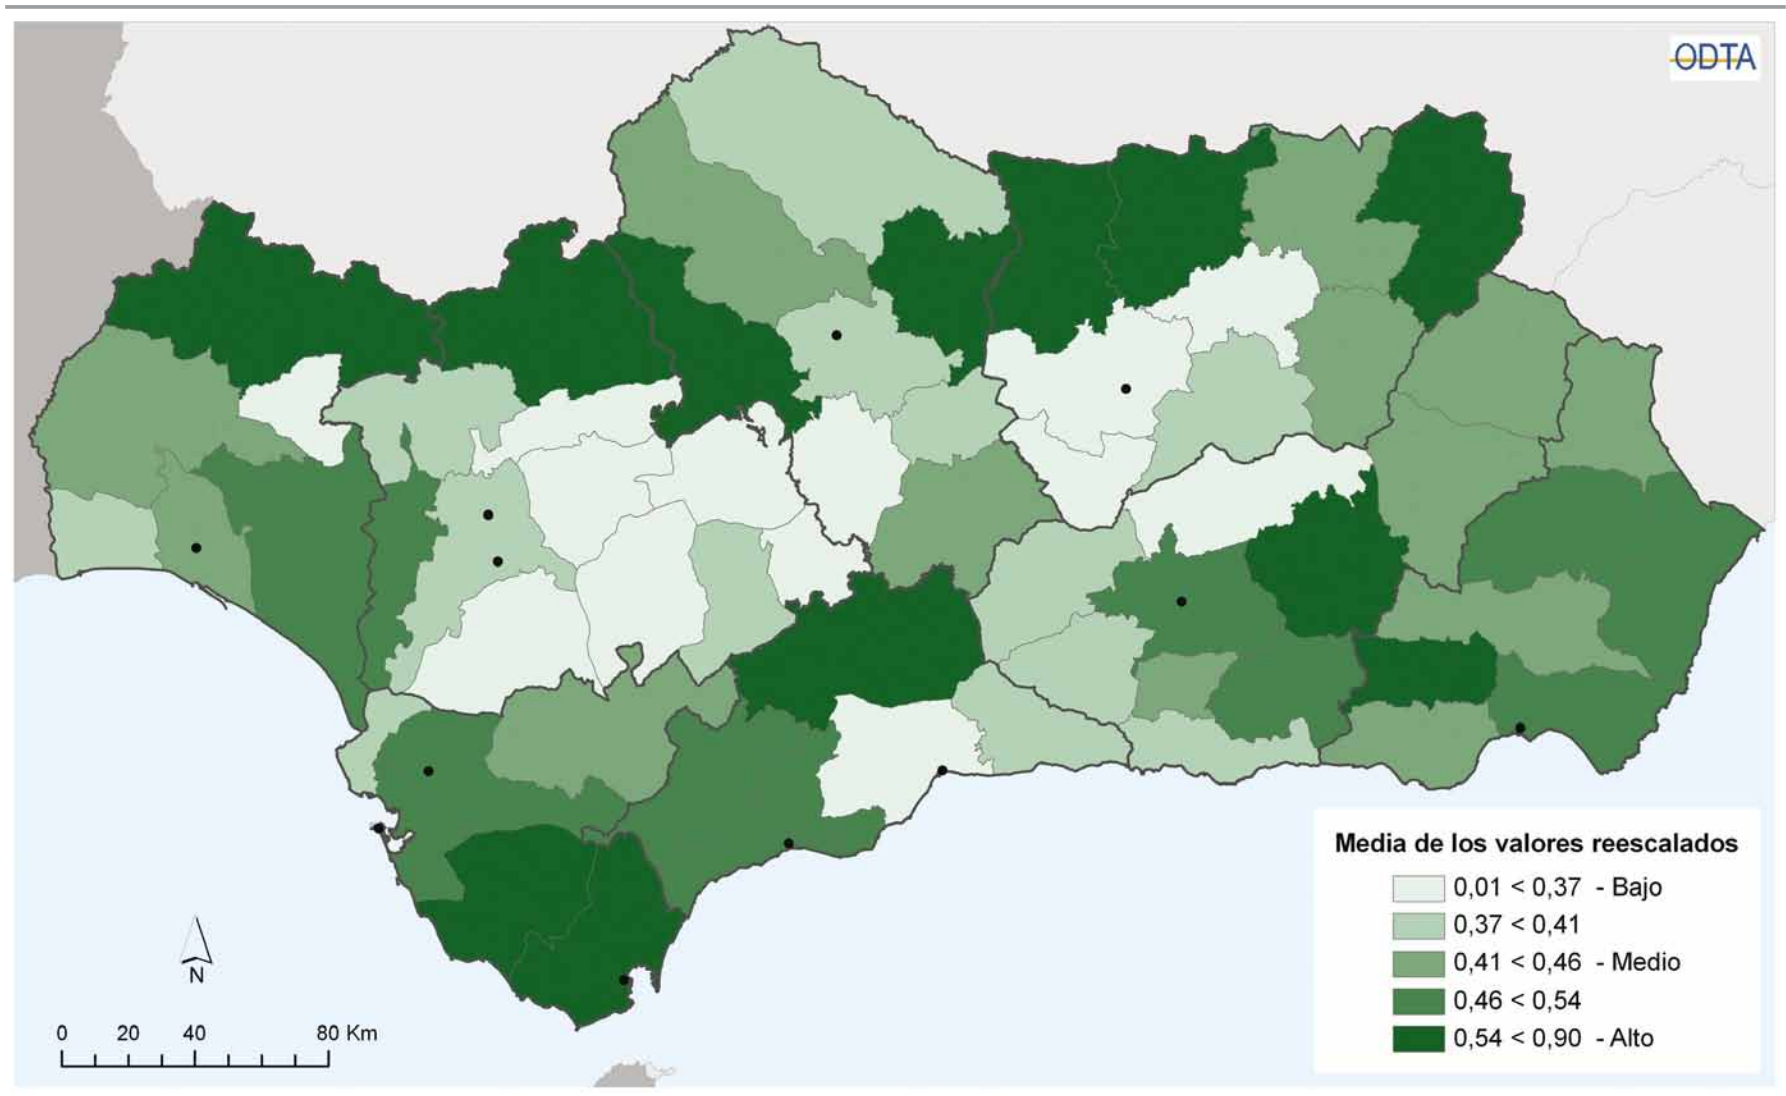 ODTA
Media de los valores reescalados
0,01 < 0,37 - Bajo
0,37 < 0,41
0,41 < 0,46 - Medio
0,46 < 0,54
0,54 < 0,90 - Alto
N
0 20 40 80 Km